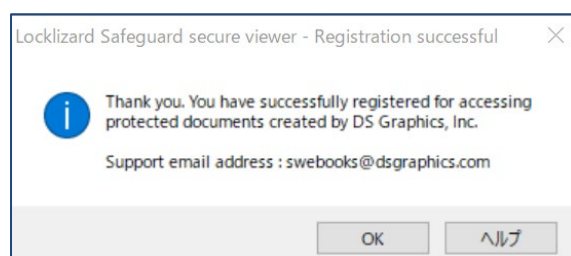 Locklizard Safeguard secure viewer - Registration successful
Thank you. You have successfully registered for accessing
protected documents created by DS Graphics, Inc.
Support email address : swebooks@dsgraphics.com
OK
ヘルプ